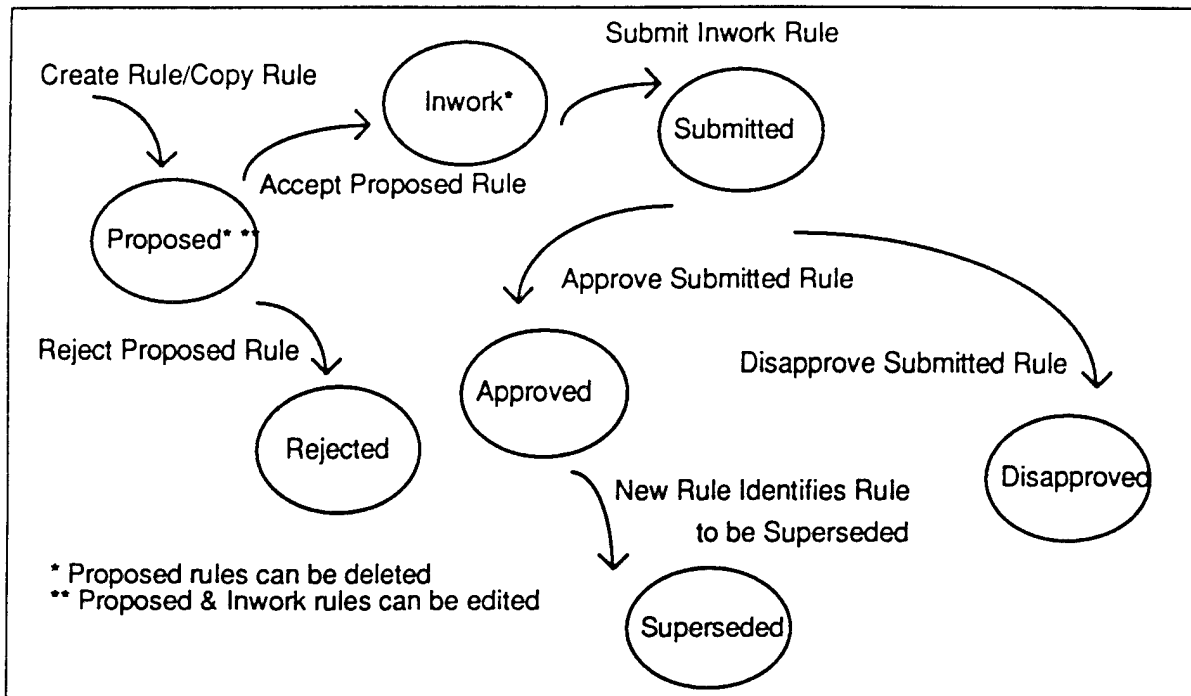 Submit Inwork Rule
Create Rule/Copy Rule
Inwork*
Submitted
Accept Proposed Rule
Proposed* **
Approve Submitted Rule
Reject Proposed Rule
Disapprove Submitted Rule
Approved
Rejected
Disapproved
New Rule Identifies Rule
to be Superseded
* Proposed rules can be deleted
** Proposed & Inwork rules can be edited
Superseded